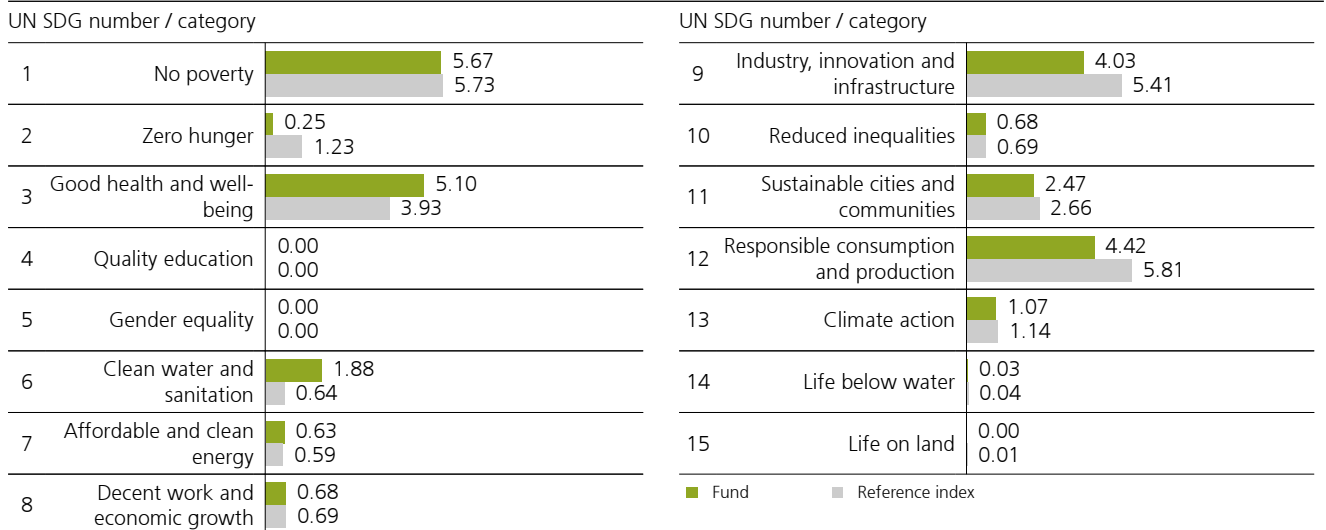 UN SDG number / category
1 No poverty 5.67
5.73
2 Zero hunger 0.25
1.23
3 Good health and well-
being 5.10
3.93
4 Quality education 0.00
0.00
5 Gender equality 0.00
0.00
6 Clean water and
sanitation 1.88
0.64
7 Affordable and clean
energy 0.63
0.59
8 Decent work and
economic growth 0.68
0.69
UN SDG number / category
9 Industry, innovation and
infrastructure 4.03
5.41
10 Reduced inequalities 0.68
0.69
11 Sustainable cities and
communities 2.47
2.66
12 Responsible consumption
and production 4.42
5.81
13 Climate action 1.07
1.14
14 Life below water 0.03
0.04
15 Life on land 0.00
0.01
Fund Reference index